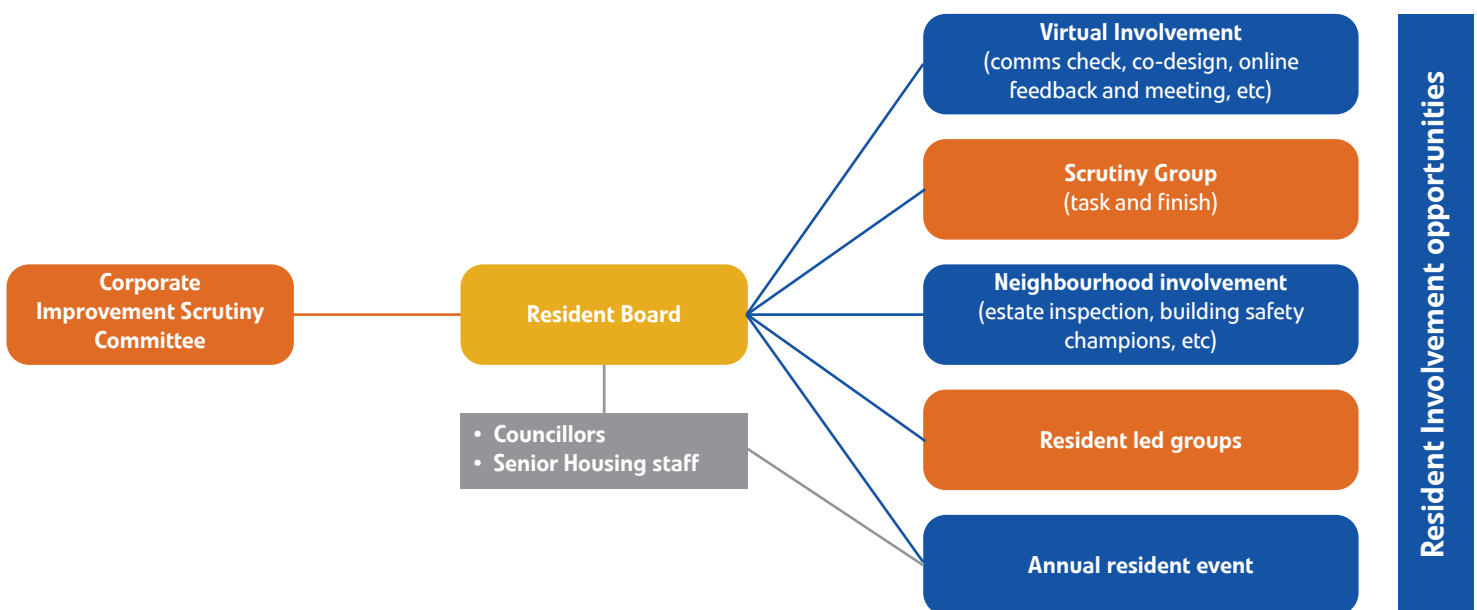 Corporate
Improvement Scrutiny
Committee
Resident Board
• Councillors
• Senior Housing staff
Virtual Involvement
(comms check, co-design, online
feedback and meeting, etc)
Scrutiny Group
(task and finish)
Neighbourhood involvement
(estate inspection, building safety
champions, etc)
Resident led groups
Annual resident event
Resident Involvement opportunities